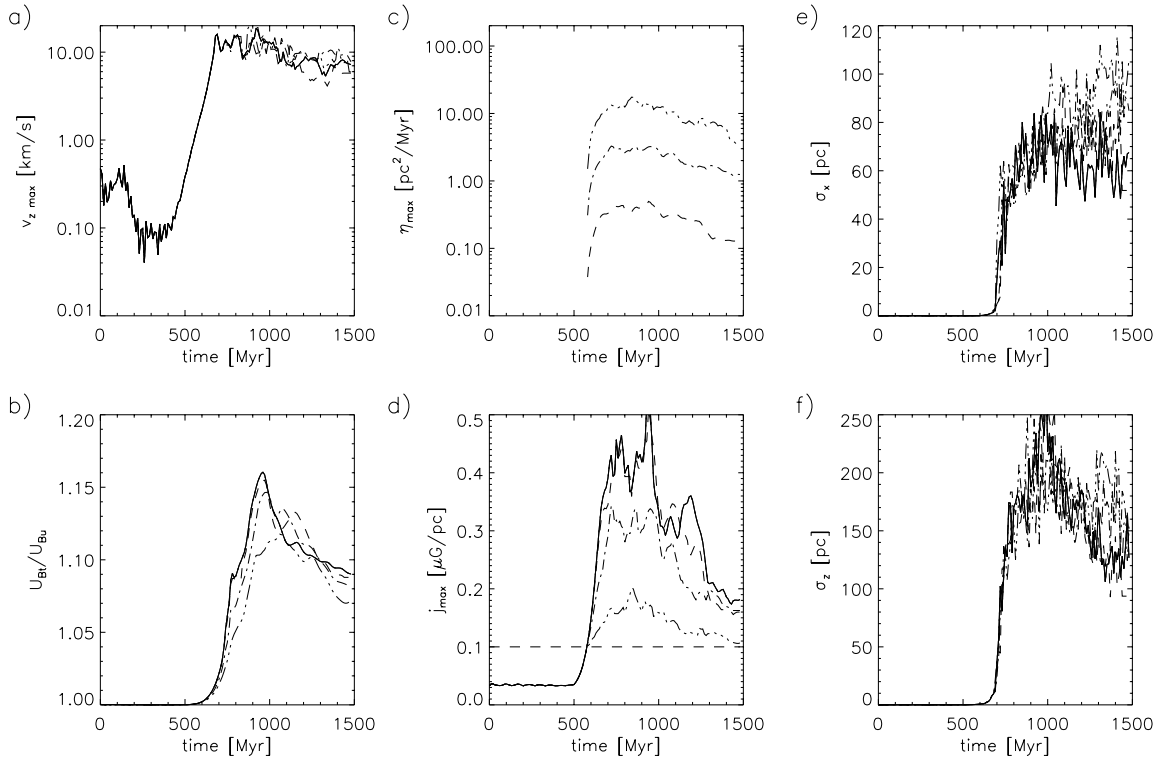 a)
10.00
1.00
0.10
0.01
v_z max [km/s]
0 500 1000 1500
time [Myr]
c)
100.00
10.00
1.00
0.10
0.01
η_max [pc²/Myr]
0 500 1000 1500
time [Myr]
e)
120
100
80
60
40
20
0
σ_x [pc]
0 500 1000 1500
time [Myr]
b)
1.20
1.15
1.10
1.05
1.00
U_Bt/U_Bu
0 500 1000 1500
time [Myr]
d)
0.5
0.4
0.3
0.2
0.1
0.0
j_max [μG/pc]
0 500 1000 1500
time [Myr]
f)
250
200
150
100
50
0
σ_z [pc]
0 500 1000 1500
time [Myr]